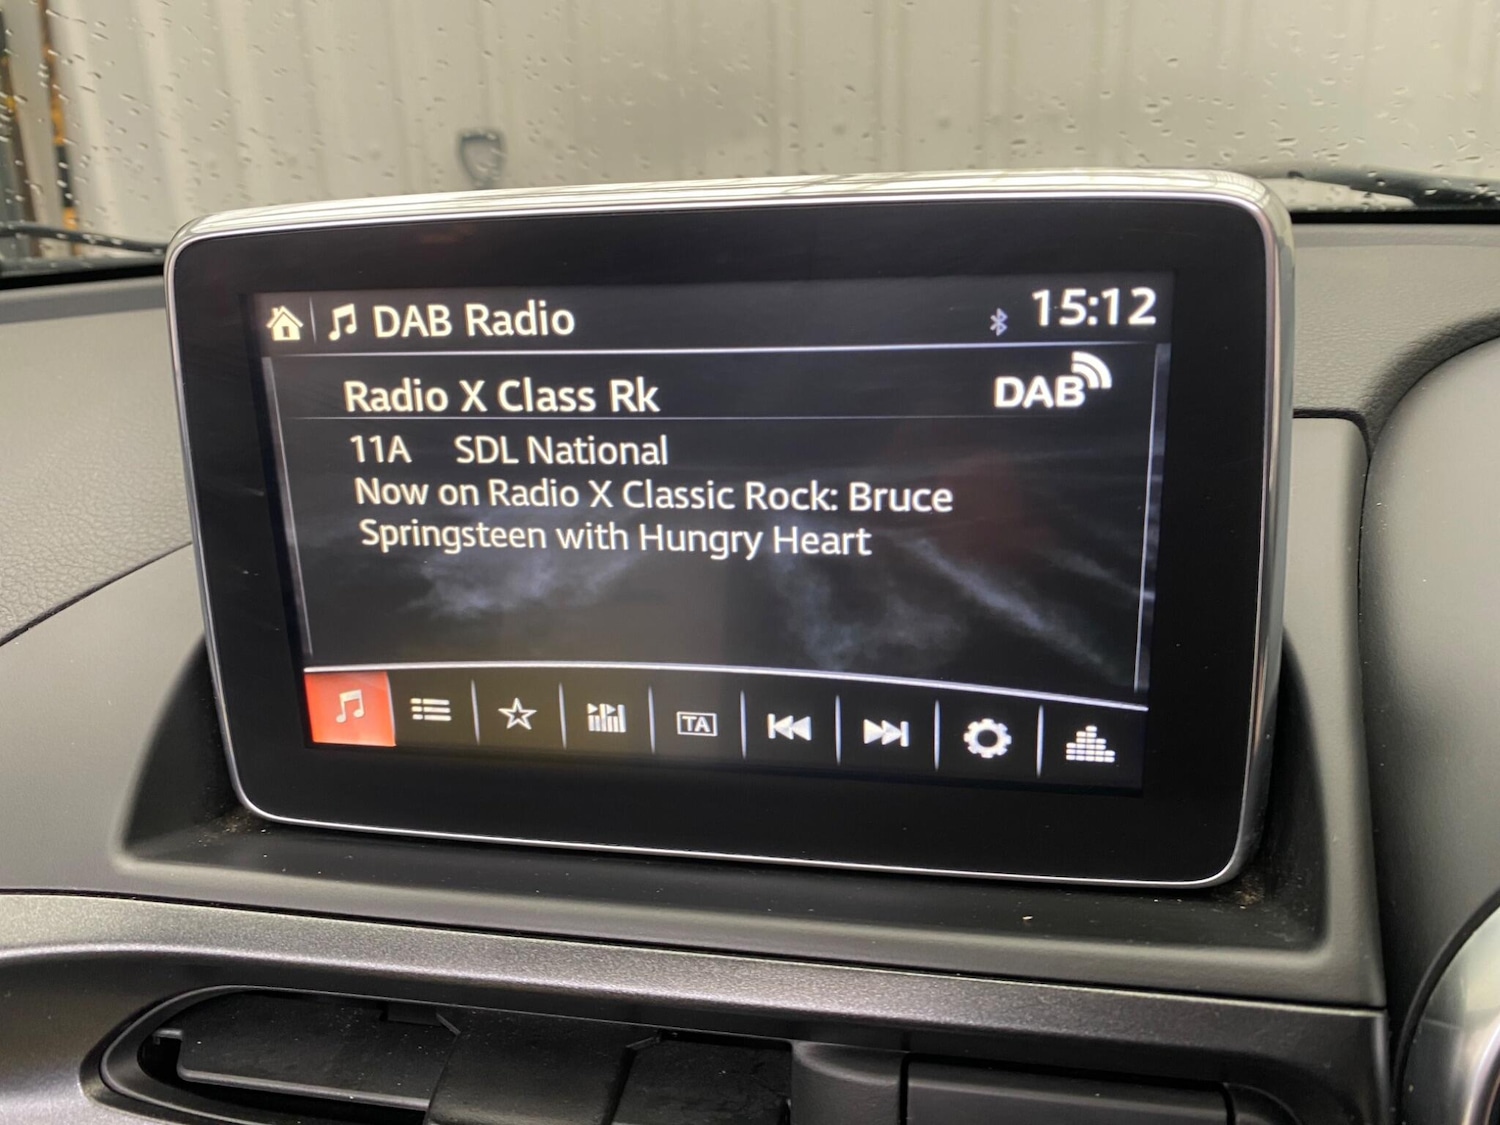 DAB Radio
15:12
Radio X Class Rk
DAB
11A SDL National
Now on Radio X Classic Rock: Bruce
Springsteen with Hungry Heart
TA